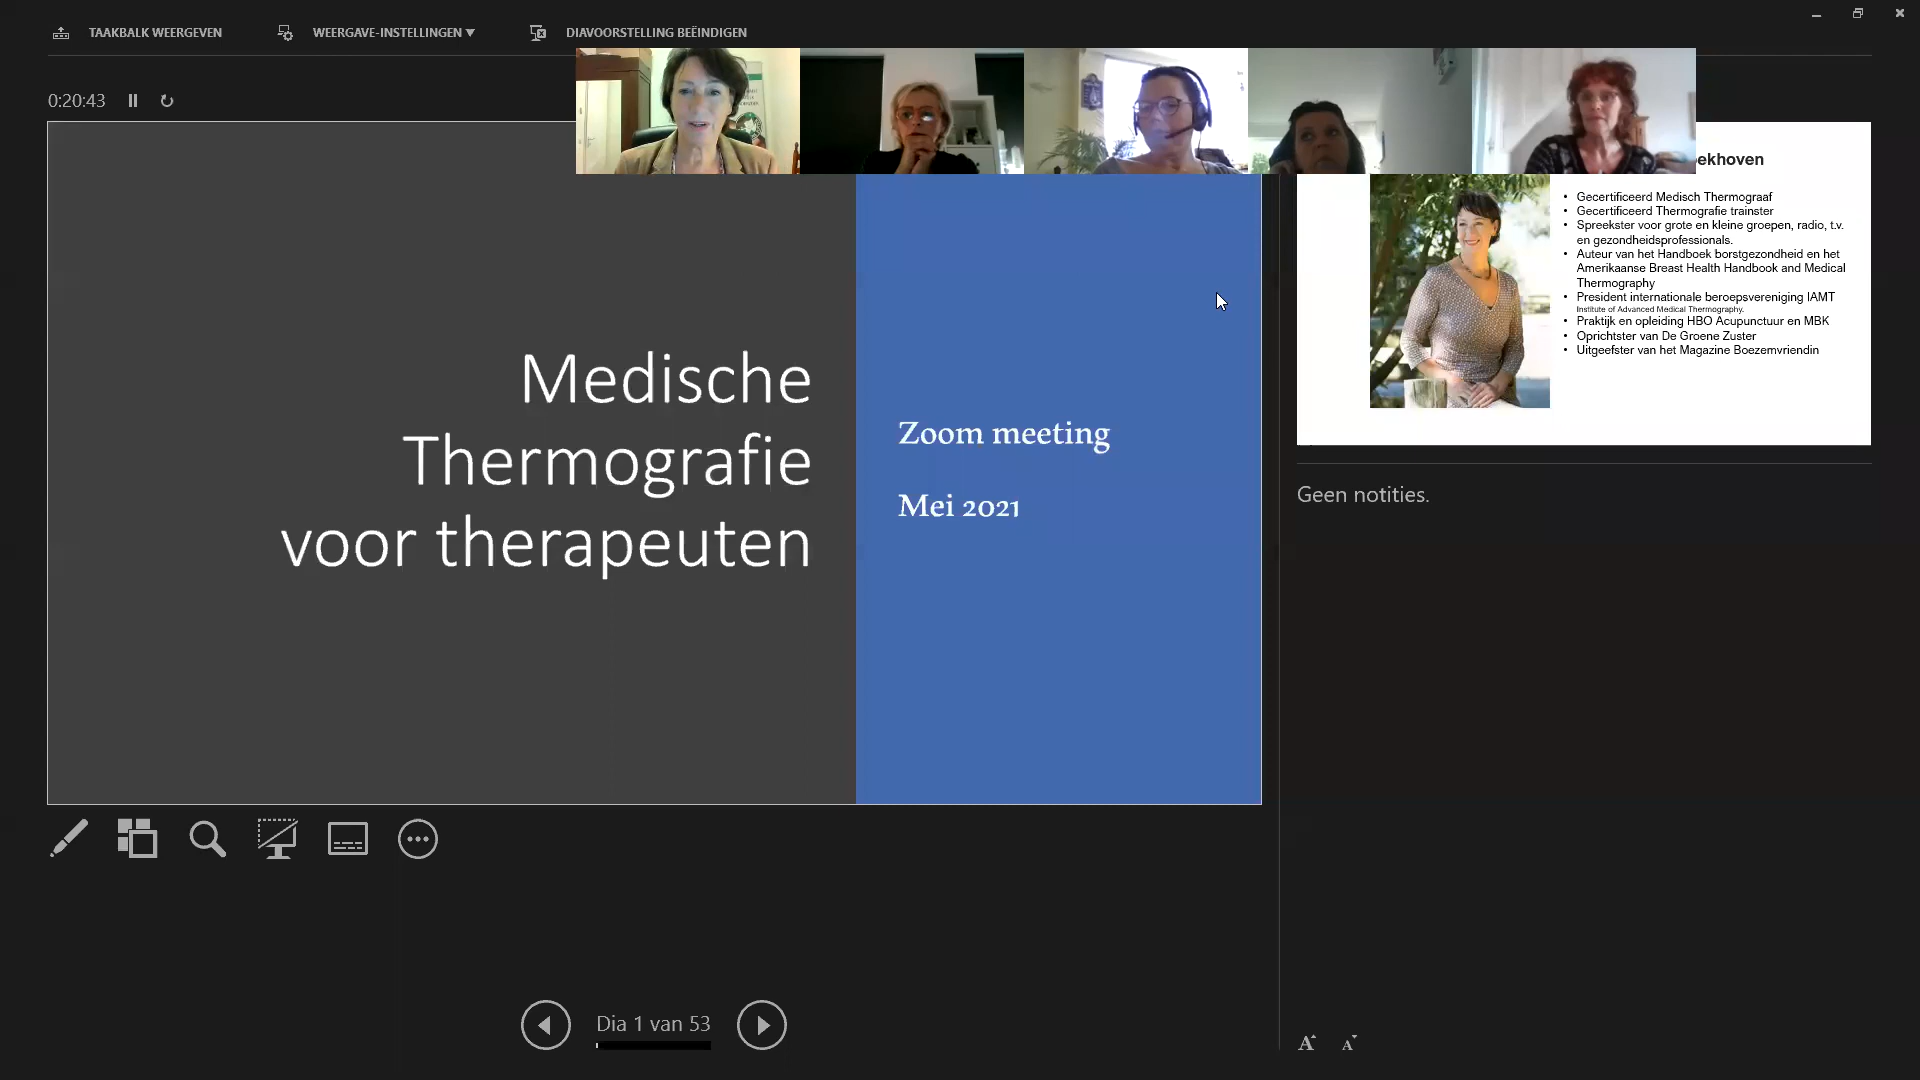 TAAKBALK WEERGEVEN
WEERGAVE-INSTELLINGEN ▼
DIAVOORSTELLING BEËINDIGEN
0:20:43
Medische
Thermografie
voor therapeuten
Zoom meeting
Mei 2021
ekhoven
• Gecertificeerd Medisch Thermograaf
• Gecertificeerd Thermografie trainster
• Spreekster voor grote en kleine groepen, radio, t.v.
en gezondheidsprofessionals.
• Auteur van het Handboek borstgezondheid en het
Amerikaanse Breast Health Handbook and Medical
Thermography
• President internationale beroepsvereniging IAMT
Institute of Advanced Medical Thermography.
• Praktijk en opleiding HBO Acupunctuur en MBK
• Oprichtster van De Groene Zuster
• Uitgeefster van het Magazine Boezemvriendin
Geen notities.
Dia 1 van 53
A A